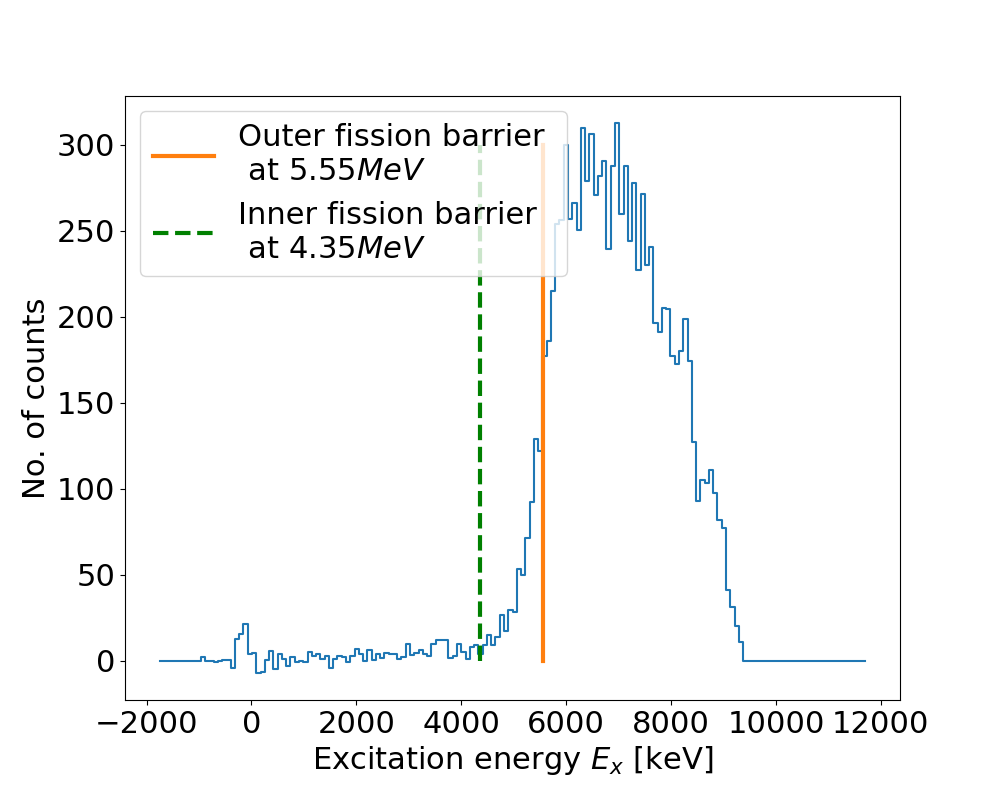 Outer fission barrier
at 5.55MeV
Inner fission barrier
at 4.35MeV
300
250
200
150
100
50
0
No. of counts
−2000 0 2000 4000 6000 8000 10000 12000
Excitation energy Eₓ [keV]